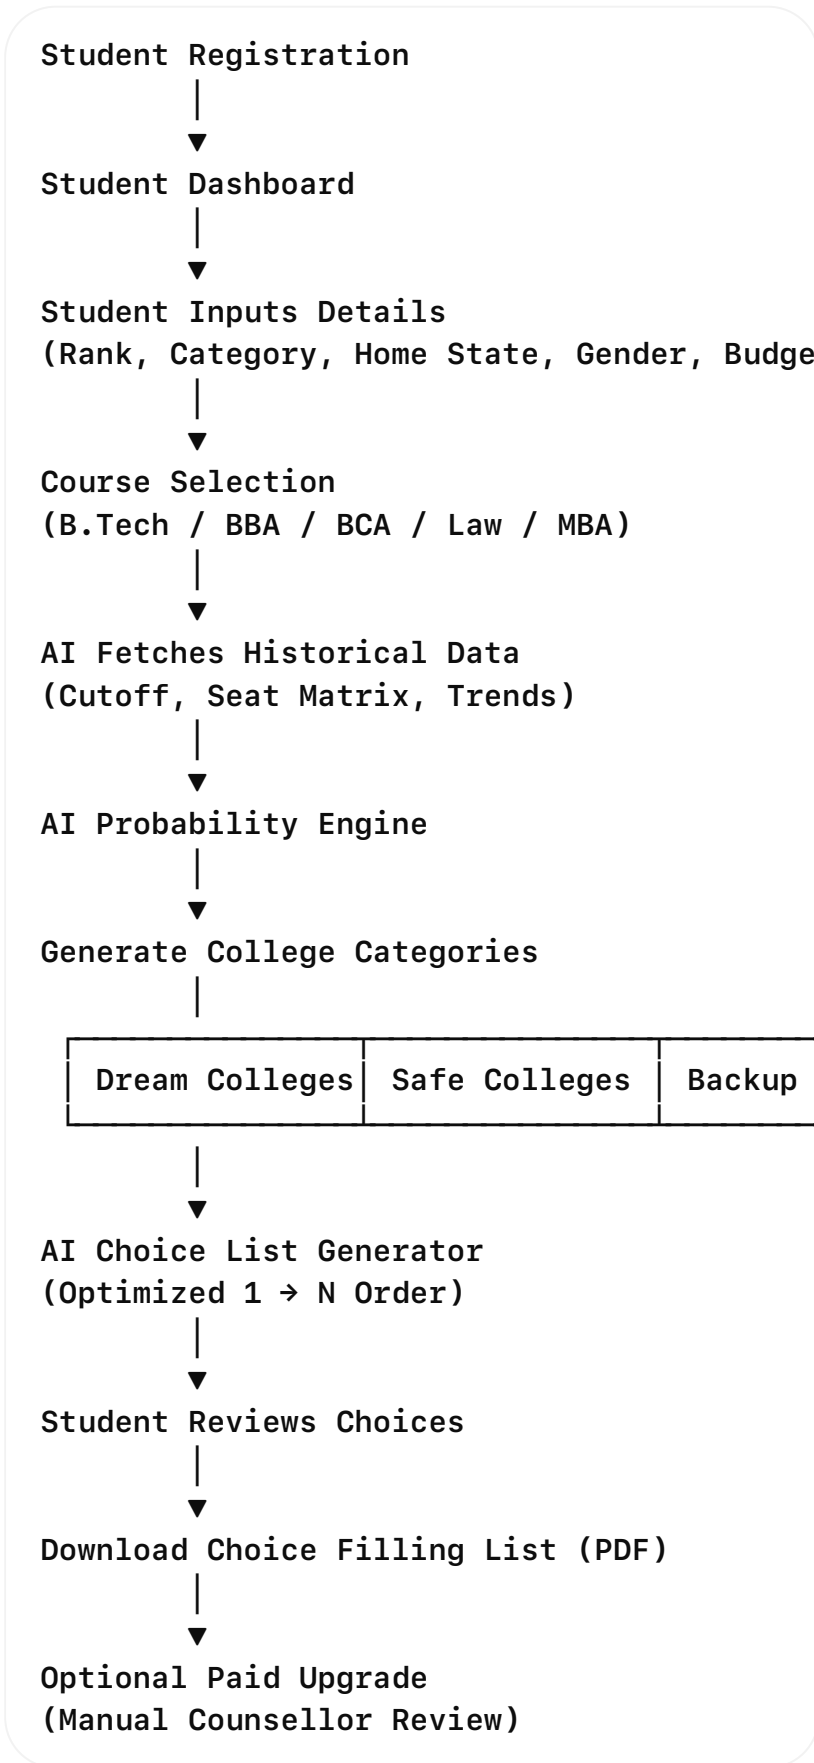 Student Registration
Student Dashboard
Student Inputs Details
(Rank, Category, Home State, Gender, Budge
Course Selection
(B.Tech / BBA / BCA / Law / MBA)
AI Fetches Historical Data
(Cutoff, Seat Matrix, Trends)
AI Probability Engine
Generate College Categories
Dream Colleges Safe Colleges Backup
AI Choice List Generator
(Optimized 1 → N Order)
Student Reviews Choices
Download Choice Filling List (PDF)
Optional Paid Upgrade
(Manual Counsellor Review)